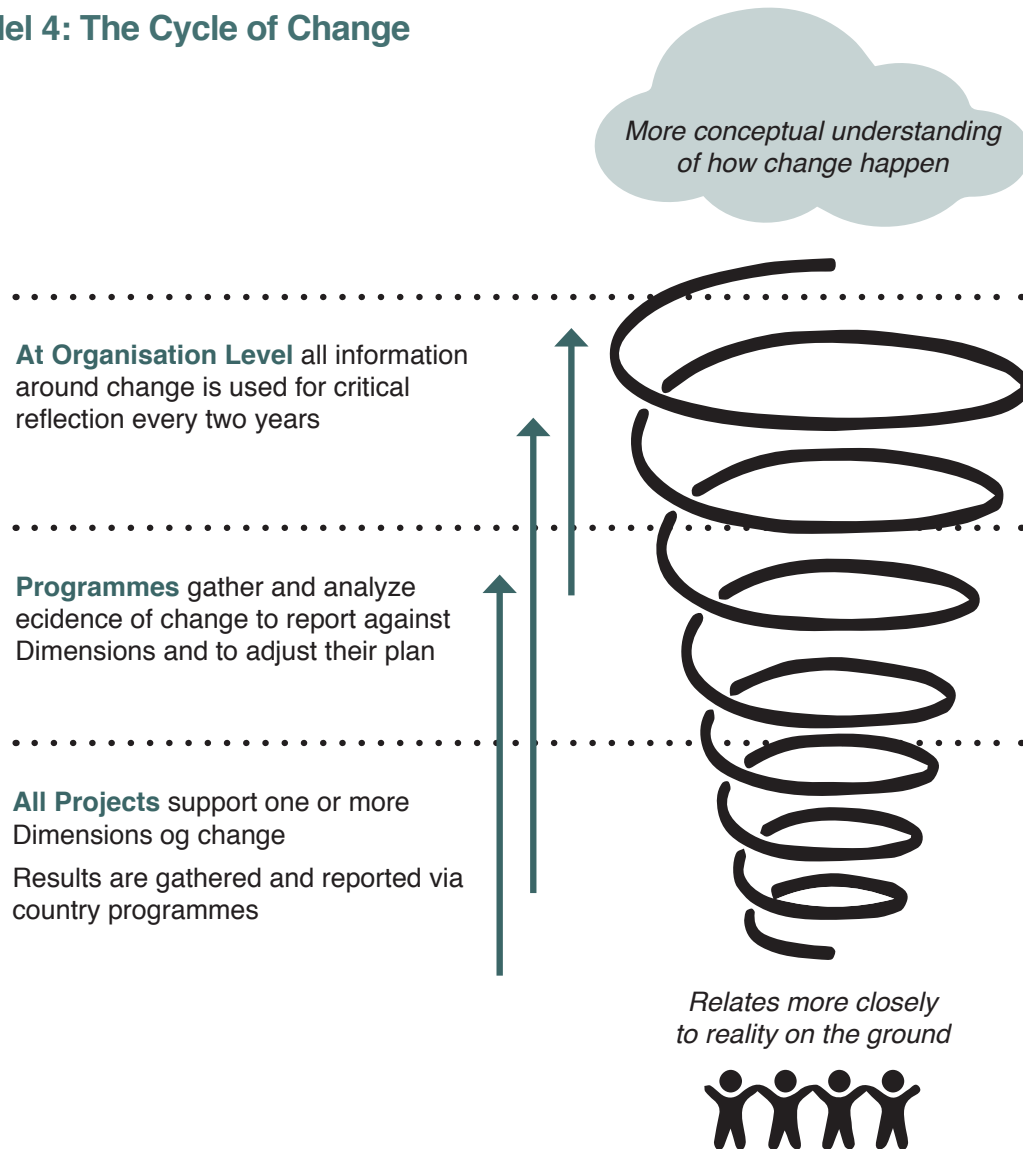 del 4: The Cycle of Change
More conceptual understanding
of how change happen
At Organisation Level all information
around change is used for critical
reflection every two years
Programmes gather and analyze
ecidence of change to report against
Dimensions and to adjust their plan
All Projects support one or more
Dimensions og change
Results are gathered and reported via
country programmes
Relates more closely
to reality on the ground